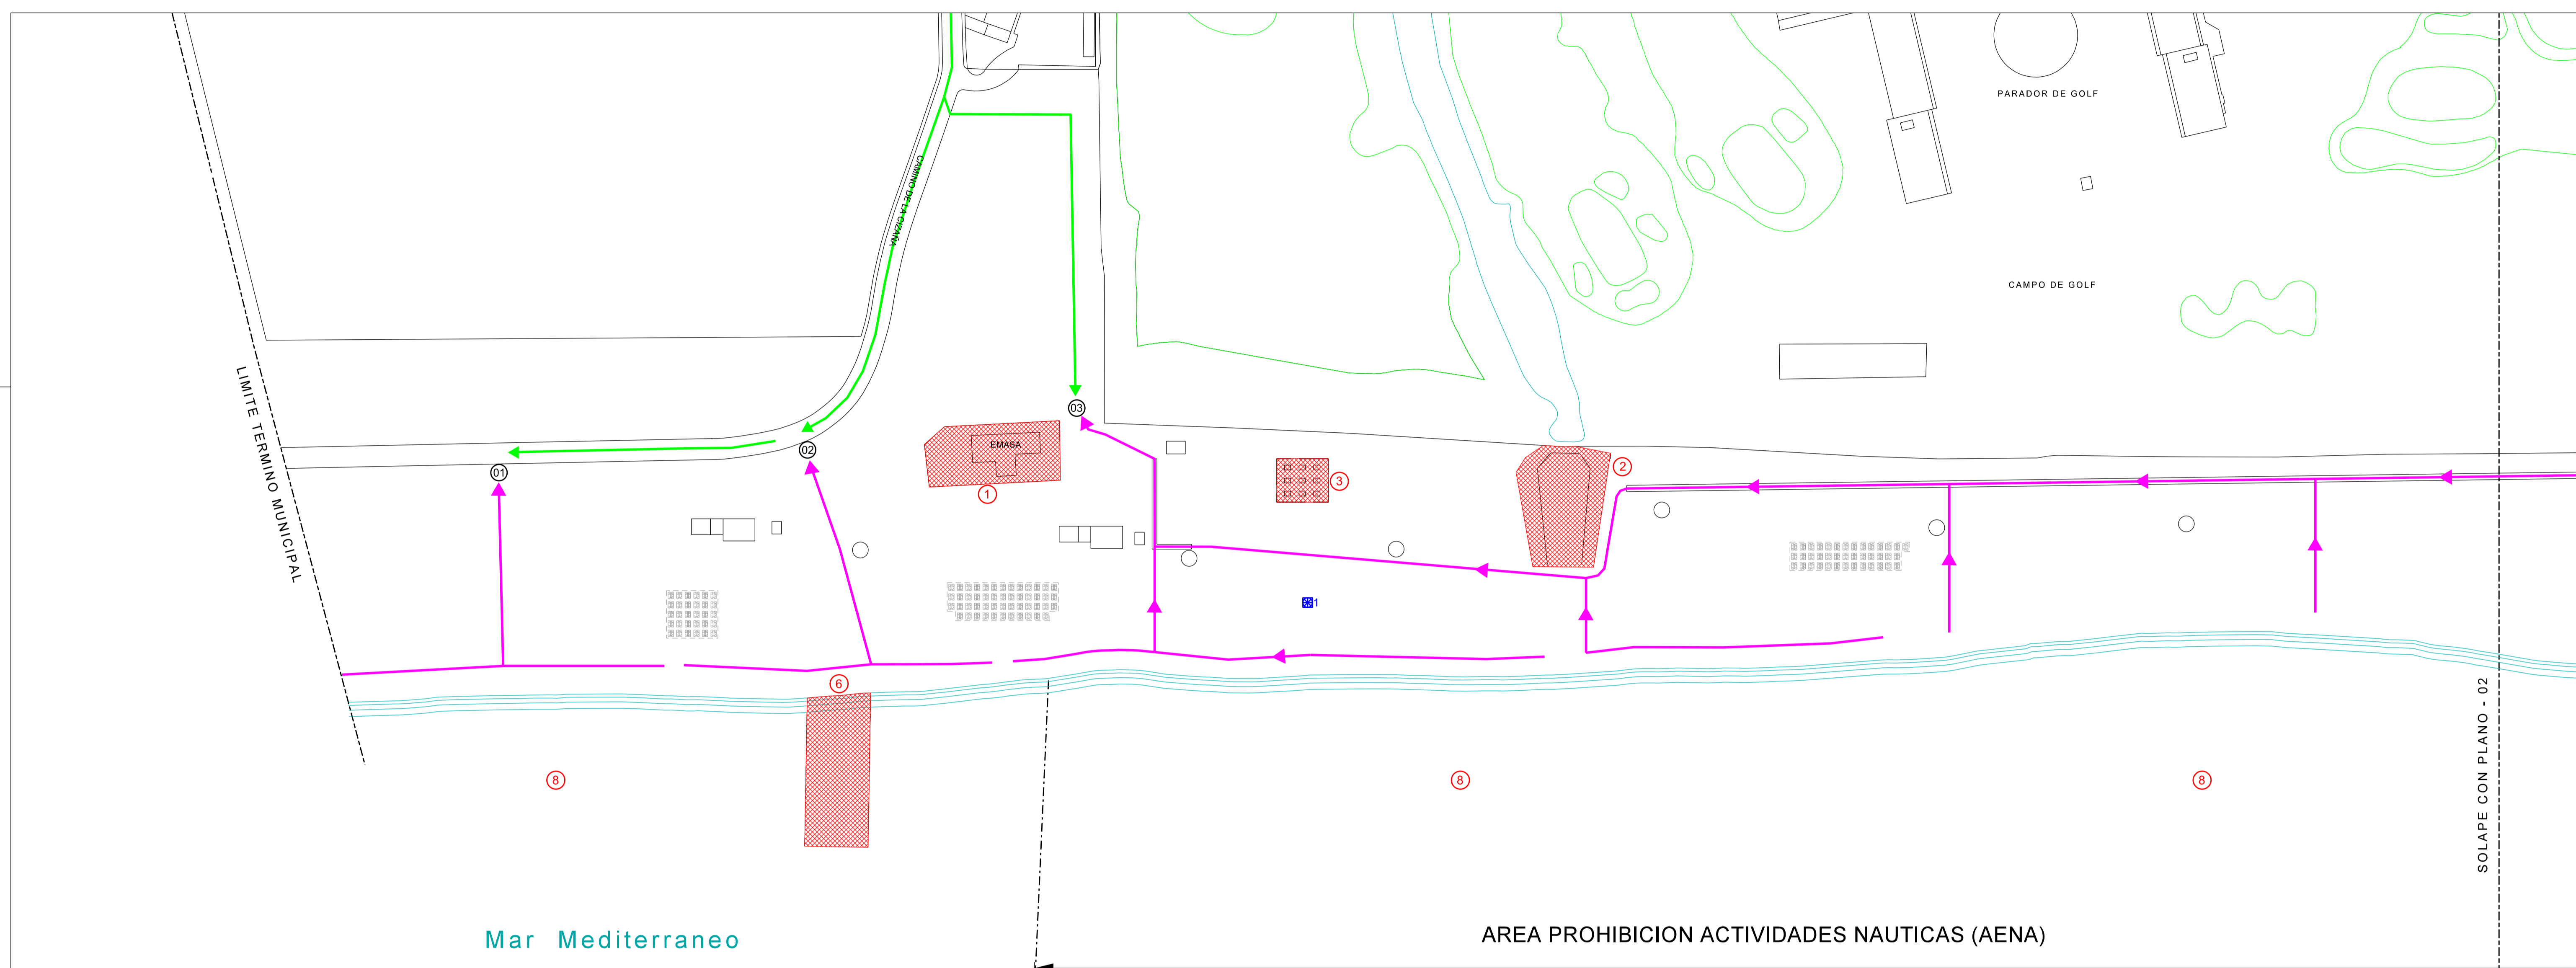 PARADOR DE GOLF
CAMINO DE LA CIZAÑA
CAMPO DE GOLF
LIMITE TERMINO MUNICIPAL
03
EMASA
02
01
1
3
2
1
6
8
8
8
SOLAPE CON PLANO - 02
Mar Mediterraneo
AREA PROHIBICION ACTIVIDADES NAUTICAS (AENA)